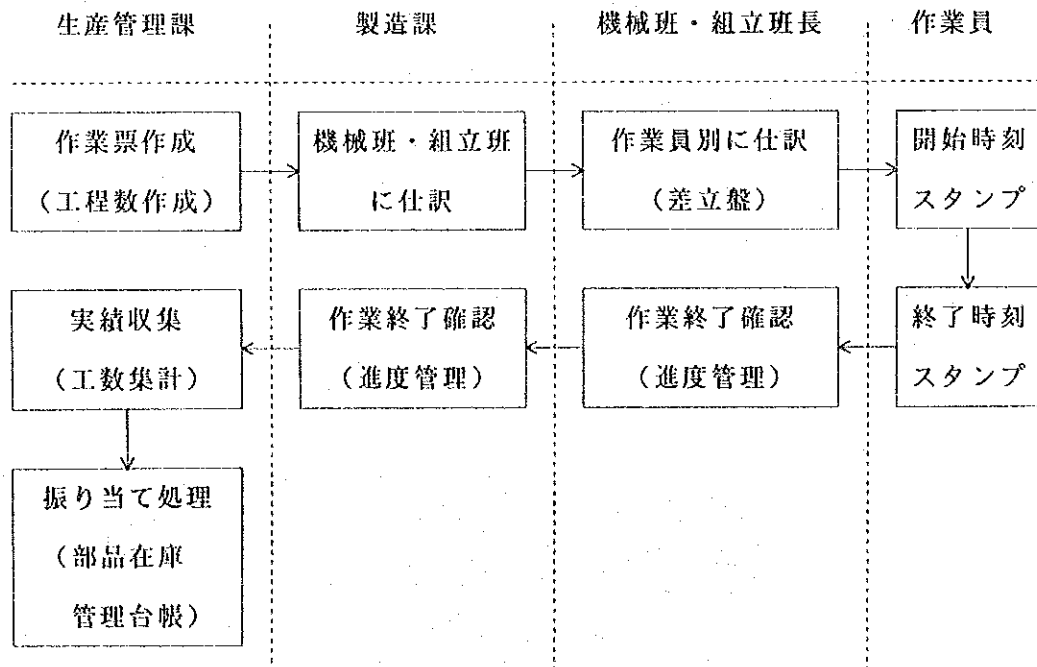 生産管理課
製造課
機械班・組立班長
作業員
作業票作成
(工程数作成)
機械班・組立班
に仕訳
作業員別に仕訳
(差立盤)
開始時刻
スタンプ
実績収集
(工数集計)
作業終了確認
(進度管理)
作業終了確認
(進度管理)
終了時刻
スタンプ
振り当て処理
(部品在庫
管理台帳)